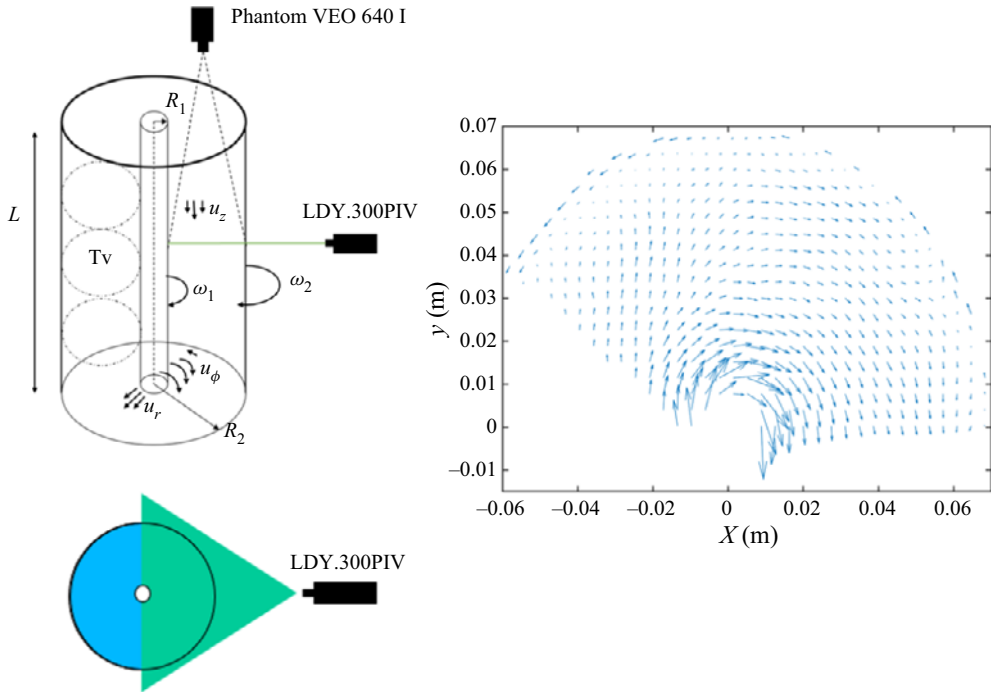 Phantom VEO 640 I
R1
L
uz
LDY.300PIV
Tv
ω1
ω2
uϕ
ur
R2
LDY.300PIV
0.07
0.06
0.05
0.04
0.03
0.02
0.01
0
–0.01
y (m)
–0.06 –0.04 –0.02 0 0.02 0.04 0.06
X (m)